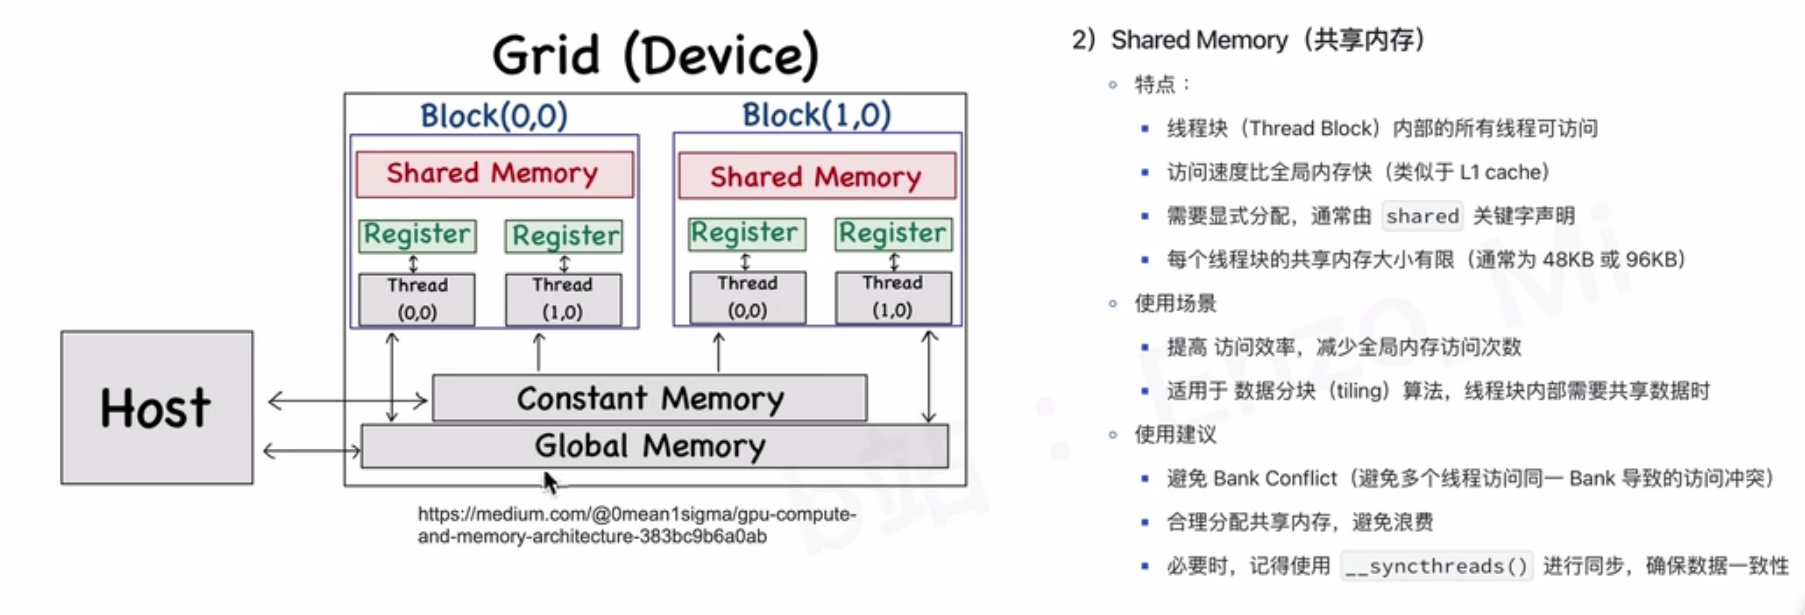 Grid (Device)
Block(0,0)
Block(1,0)
Shared Memory
Shared Memory
Register
Register
Register
Register
Thread
(0,0)
Thread
(1,0)
Thread
(0,0)
Thread
(1,0)
Host
Constant Memory
Global Memory
https://medium.com/@0mean1sigma/gpu-compute-
and-memory-architecture-383bc9b6a0ab
2）Shared Memory（共享内存）
特点：
线程块（Thread Block）内部的所有线程可访问
访问速度比全局内存快（类似于 L1 cache）
需要显式分配，通常由 shared 关键字声明
每个线程块的共享内存大小有限（通常为 48KB 或 96KB）
使用场景
提高 访问效率，减少全局内存访问次数
适用于 数据分块（tiling）算法，线程块内部需要共享数据时
使用建议
避免 Bank Conflict（避免多个线程访问同一 Bank 导致的访问冲突）
合理分配共享内存，避免浪费
必要时，记得使用 __syncthreads() 进行同步，确保数据一致性
b站：Enzo_Mi